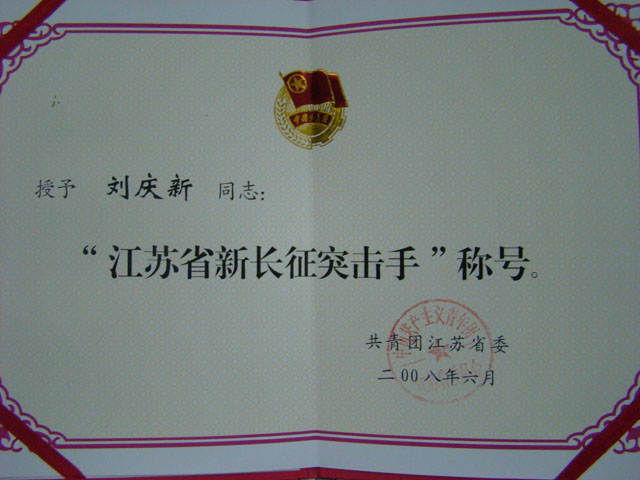 授予 刘庆新 同志：
“江苏省新长征突击手”称号。
共青团江苏省委
二00八年六月